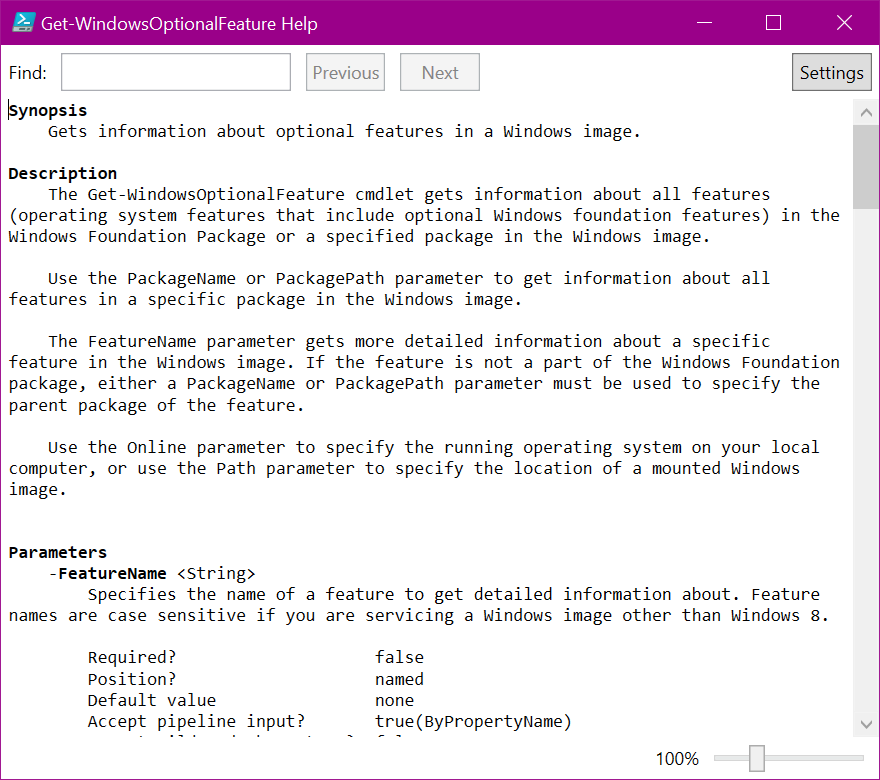 Get-WindowsOptionalFeature Help
Find: Previous Next Settings
Synopsis
Gets information about optional features in a Windows image.
Description
The Get-WindowsOptionalFeature cmdlet gets information about all features
(operating system features that include optional Windows foundation features) in the
Windows Foundation Package or a specified package in the Windows image.
Use the PackageName or PackagePath parameter to get information about all
features in a specific package in the Windows image.
The FeatureName parameter gets more detailed information about a specific
feature in the Windows image. If the feature is not a part of the Windows Foundation
package, either a PackageName or PackagePath parameter must be used to specify the
parent package of the feature.
Use the Online parameter to specify the running operating system on your local
computer, or use the Path parameter to specify the location of a mounted Windows
image.
Parameters
-FeatureName <String>
Specifies the name of a feature to get detailed information about. Feature
names are case sensitive if you are servicing a Windows image other than Windows 8.
Required? false
Position? named
Default value none
Accept pipeline input? true(ByPropertyName)
100%